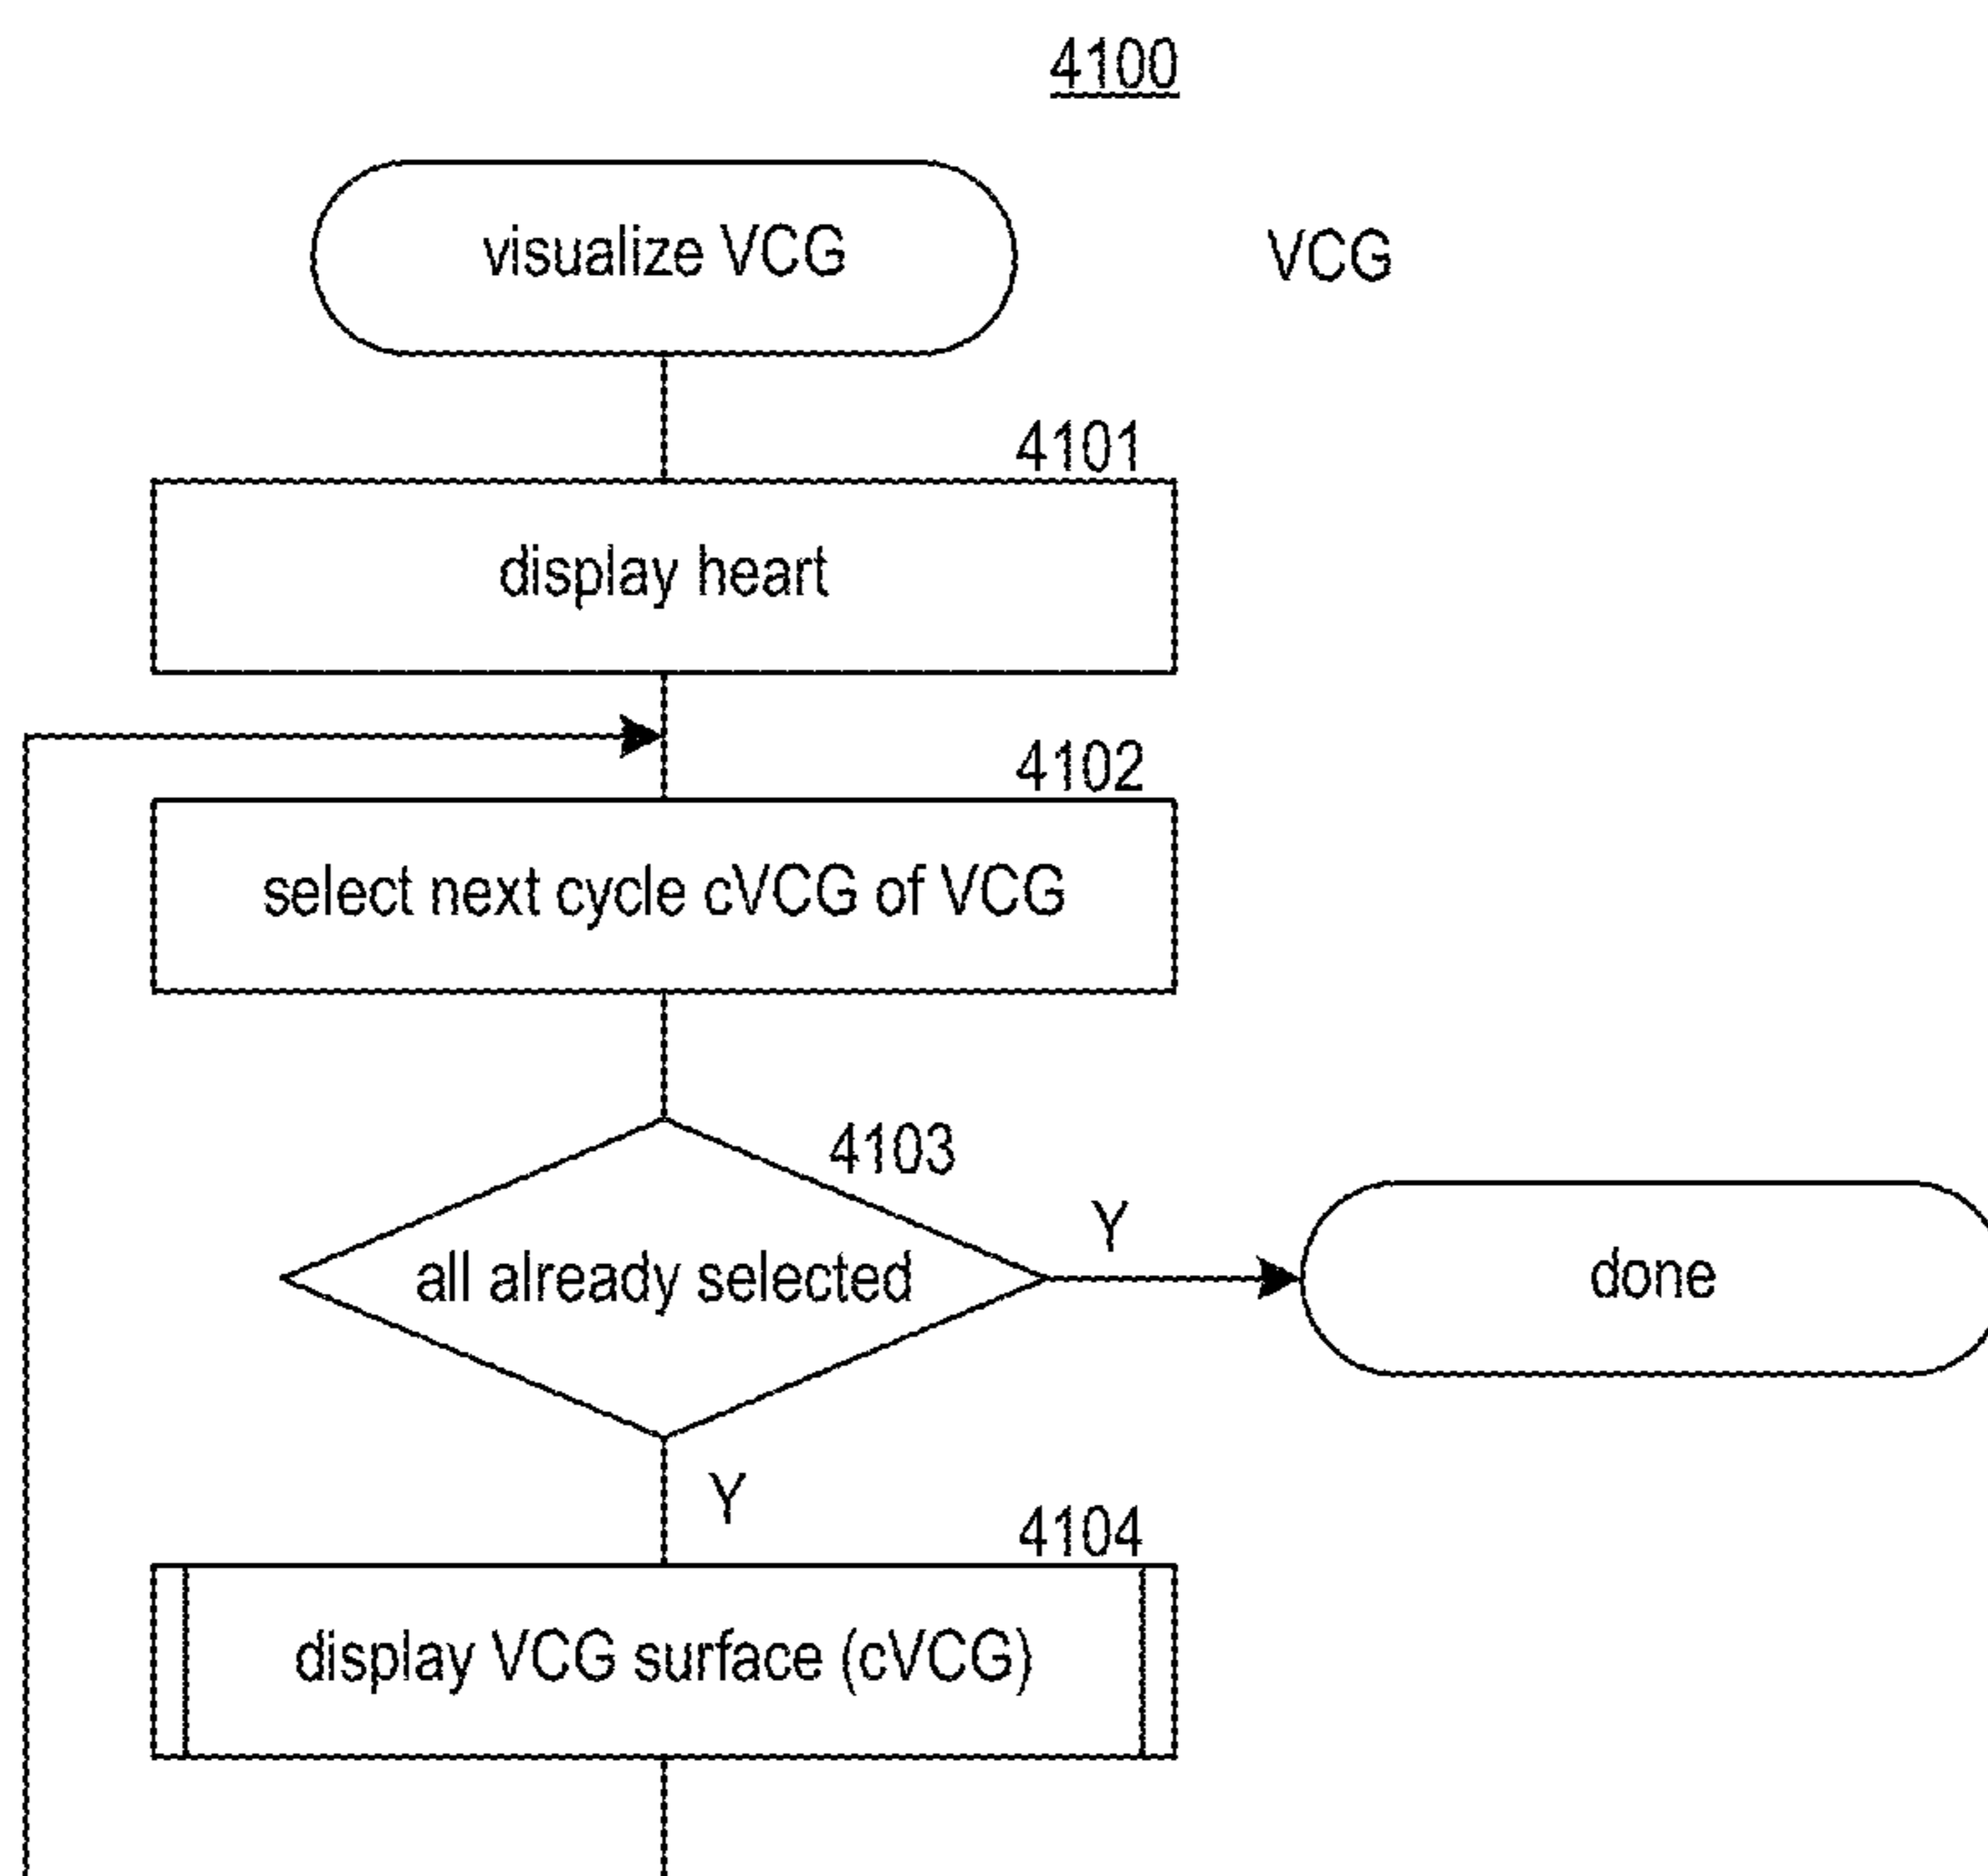 4100
visualize VCG
VCG
4101
display heart
4102
select next cycle cVCG of VCG
4103
all already selected
Y
done
Y
4104
display VCG surface (cVCG)